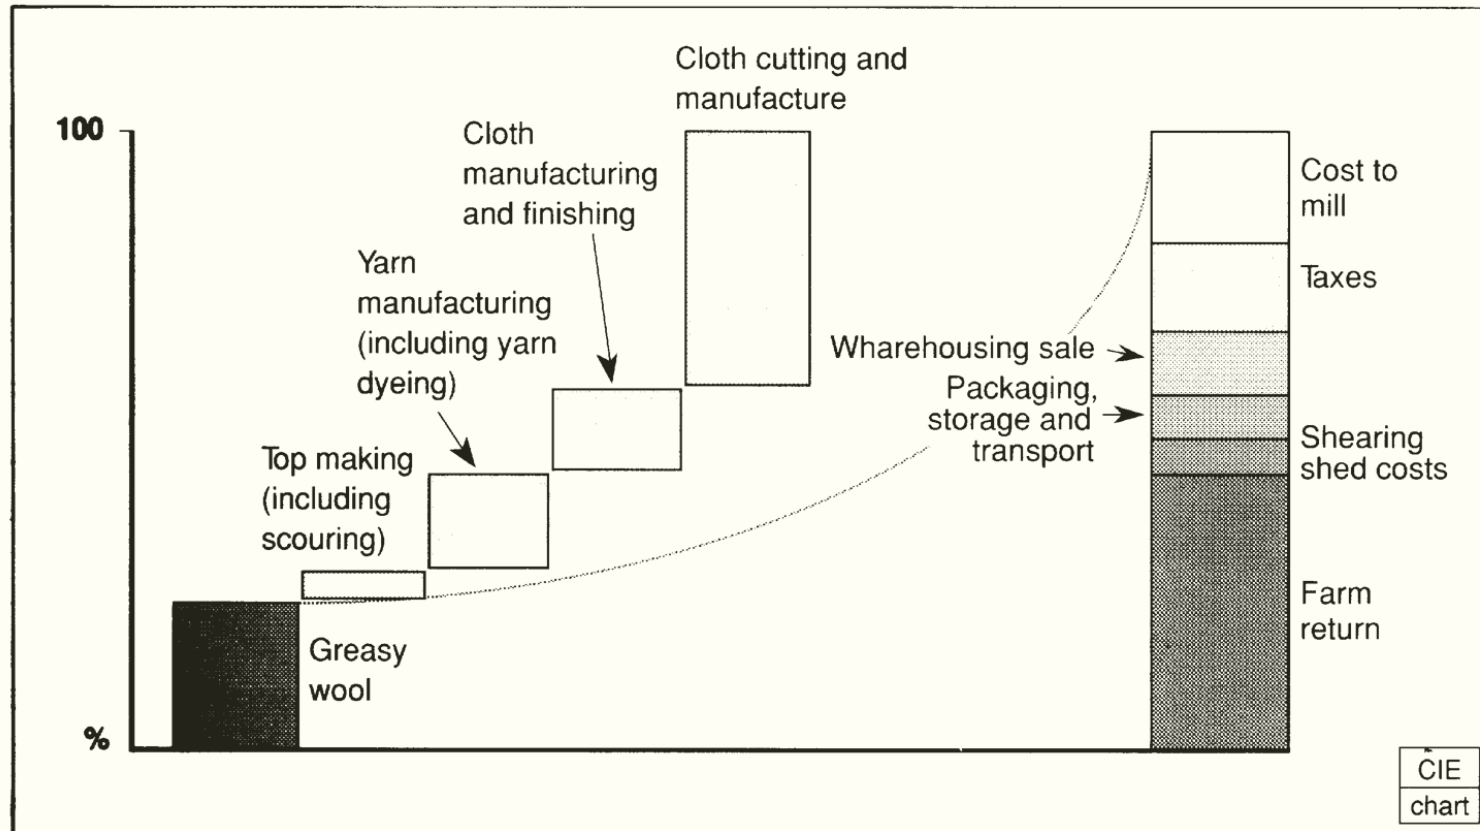 Cloth cutting and
manufacture
100
Cloth
manufacturing
and finishing
Yarn
manufacturing
(including yarn
dyeing)
Top making
(including
scouring)
Greasy
wool
%
Cost to
mill
Taxes
Wharehousing sale
Packaging,
storage and
transport
Shearing
shed costs
Farm
return
CIE
chart